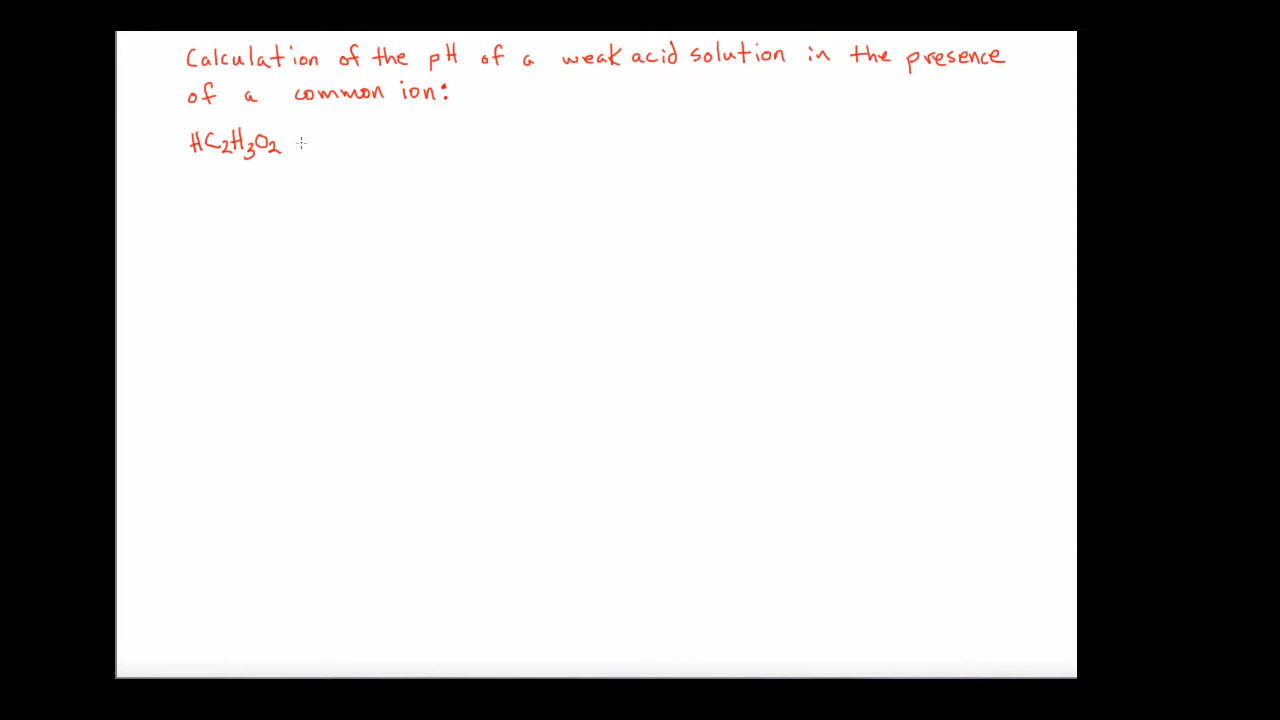 Calculation of the pH of a weak acid solution in the presence
of a common ion:
HC₂H₃O₂